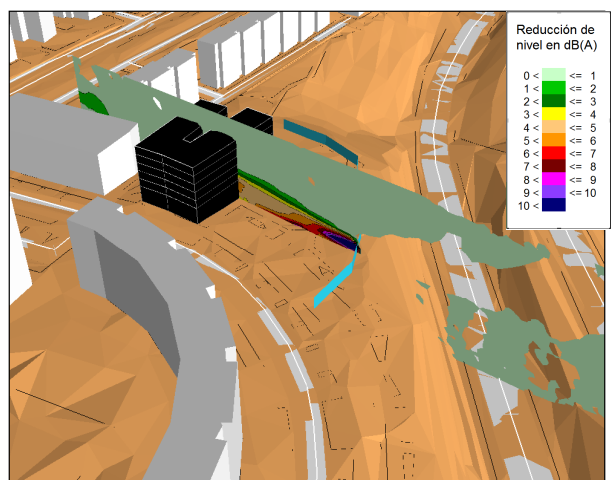 Reducción de
nivel en dB(A)
0 < <= 1
1 < <= 2
2 < <= 3
3 < <= 4
4 < <= 5
5 < <= 6
6 < <= 7
7 < <= 8
8 < <= 9
9 < <= 10
10 <